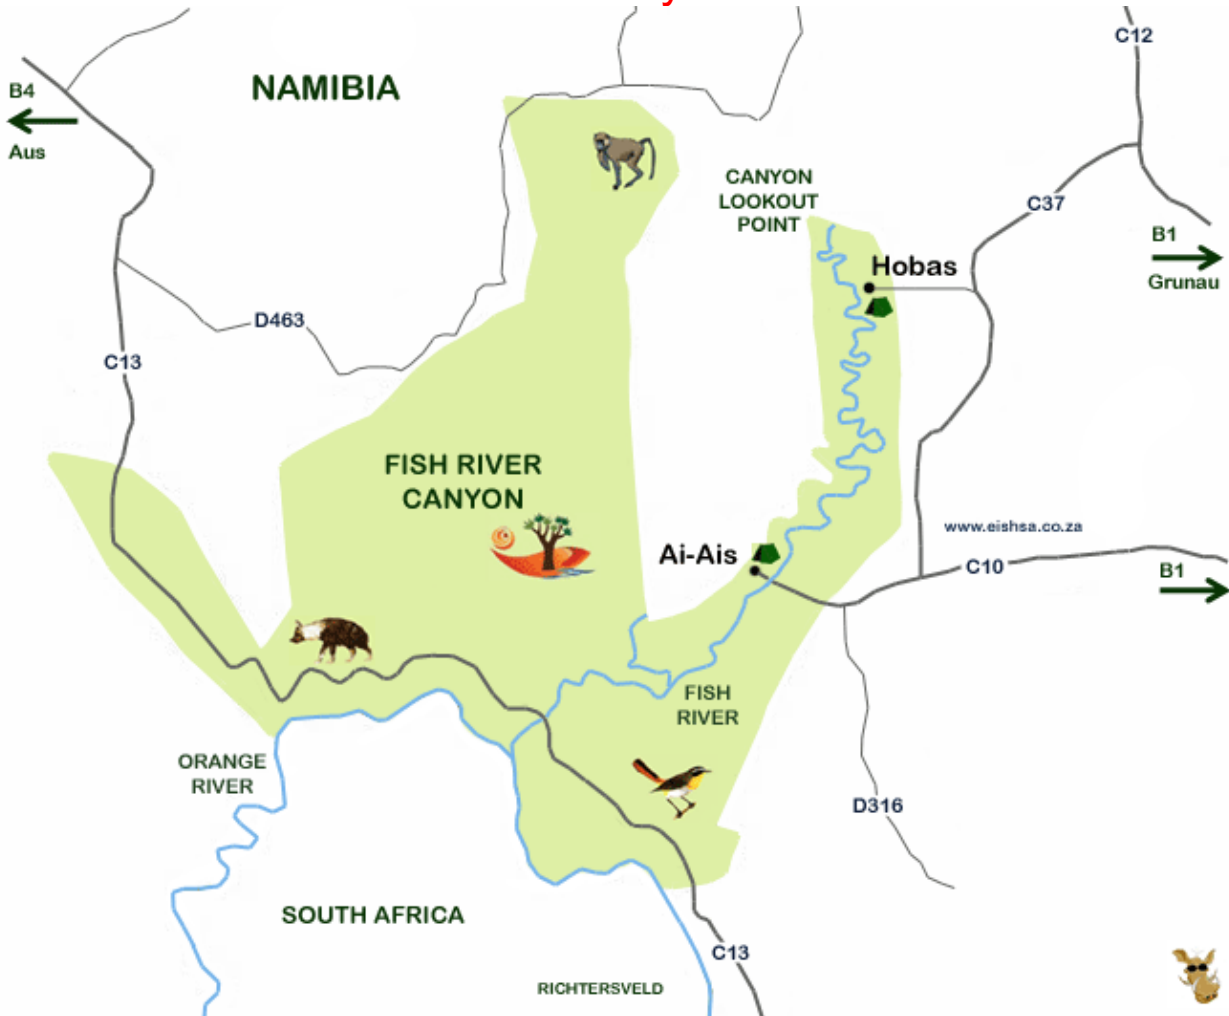 C12
B4
NAMIBIA
Aus
CANYON
LOOKOUT
POINT
C37
B1
Grunau
Hobas
D463
C13
FISH RIVER
CANYON
www.eishsa.co.za
Ai-Ais
C10
B1
FISH
RIVER
ORANGE
RIVER
D316
SOUTH AFRICA
C13
RICHTERSVELD